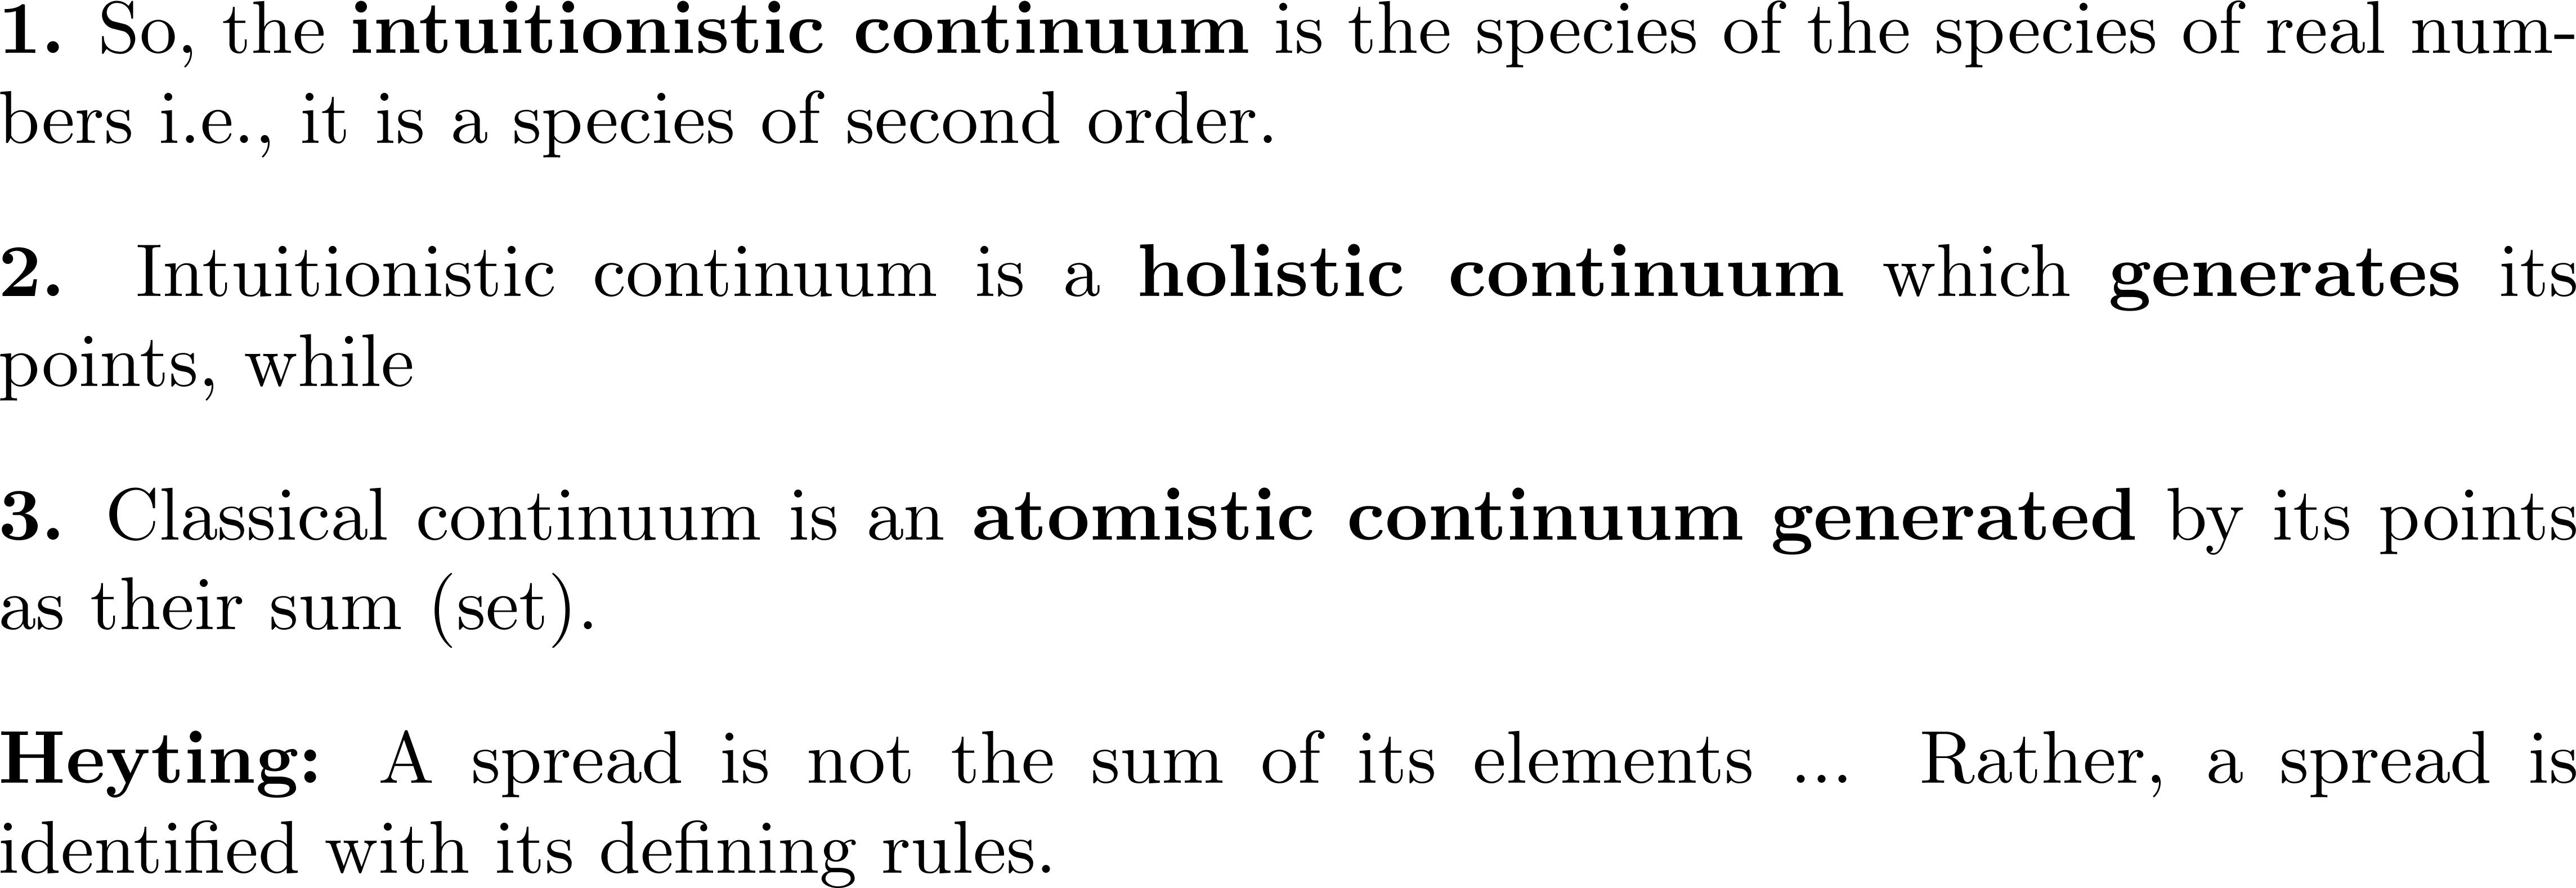 1. So, the intuitionistic continuum is the species of the species of real num-
bers i.e., it is a species of second order.
2. Intuitionistic continuum is a holistic continuum which generates its
points, while
3. Classical continuum is an atomistic continuum generated by its points
as their sum (set).
Heyting: A spread is not the sum of its elements ... Rather, a spread is
identified with its defining rules.